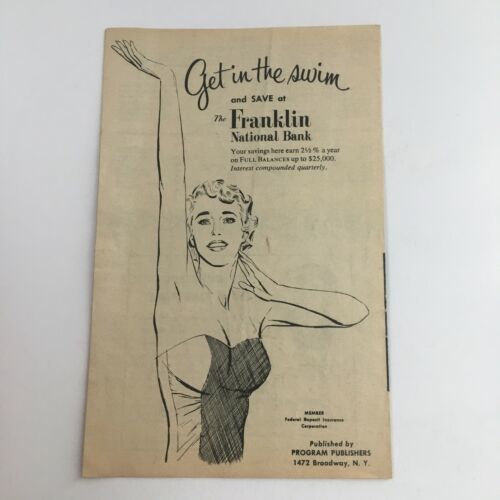 Get in the swim
and SAVE at
The Franklin
National Bank
Your savings here earn 2½% a year
on FULL BALANCES up to $25,000.
Interest compounded quarterly.
MEMBER
Federal Deposit Insurance
Corporation
Published by
PROGRAM PUBLISHERS
1472 Broadway, N. Y.